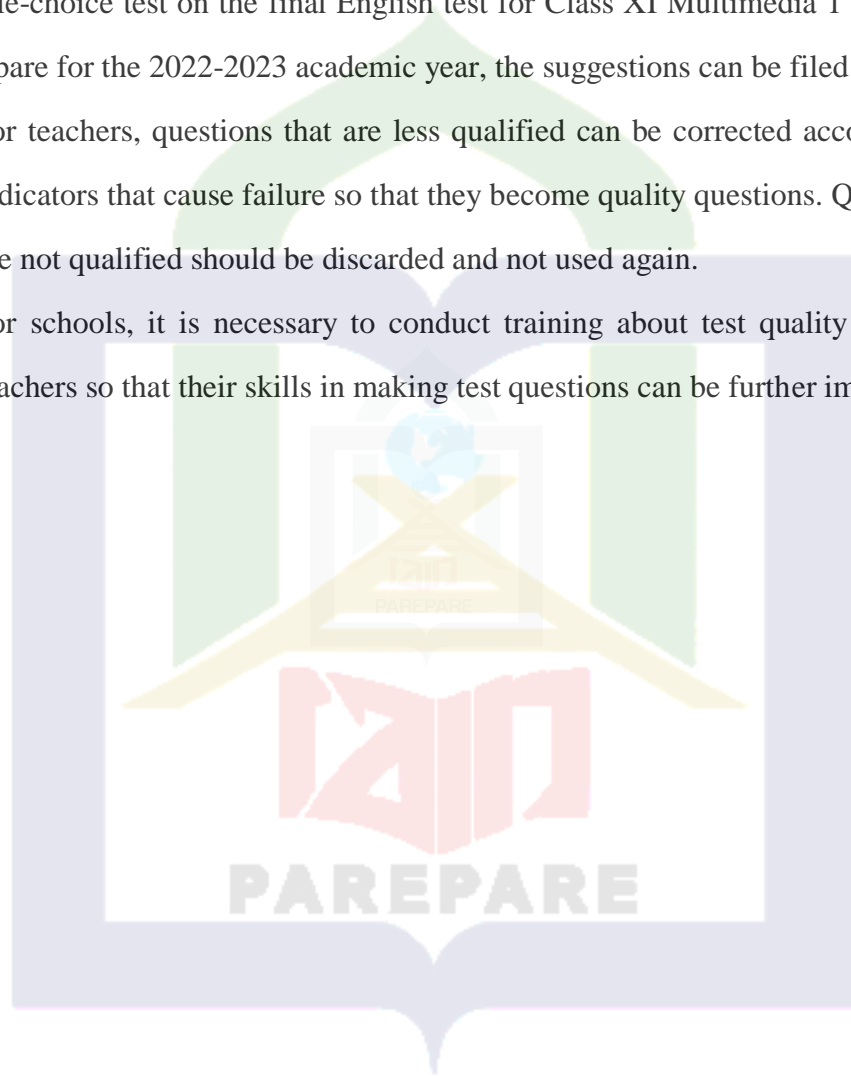 le-choice test on the final English test for Class XI Multimedia 1
pare for the 2022-2023 academic year, the suggestions can be filed
or teachers, questions that are less qualified can be corrected acco
dicators that cause failure so that they become quality questions. Q
e not qualified should be discarded and not used again.
or schools, it is necessary to conduct training about test quality
achers so that their skills in making test questions can be further im
PAREPARE
PAREPARE